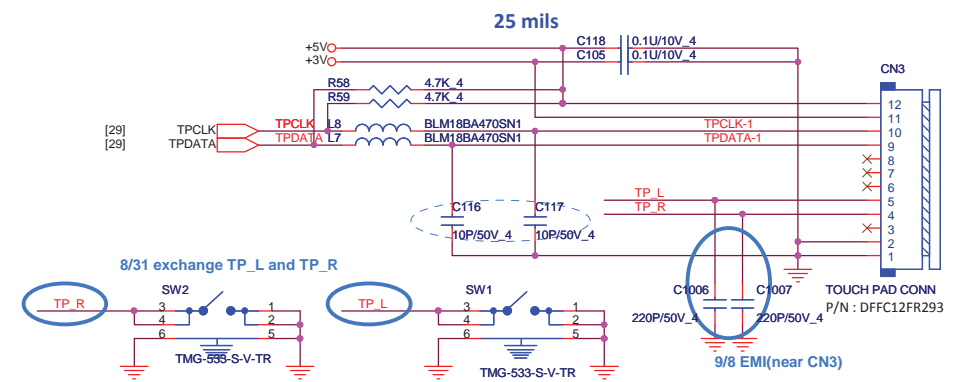 25 mils
+5V
C118 0.1U/10V_4
+3V
C105 0.1U/10V_4
CN3
R58 4.7K_4
R59 4.7K_4
12
11
[29] TPCLK TPCLK L8 BLM18BA470SN1 TPCLK-1 10
[29] TPDATA TPDATA L7 BLM18BA470SN1 TPDATA-1 9
8
7
6
TP_L 5
TP_R 4
3
2
1
C116 C117
10P/50V_4 10P/50V_4
8/31 exchange TP_L and TP_R
C1006 C1007
220P/50V_4 220P/50V_4
TOUCH PAD CONN
P/N : DFFC12FR293
TP_R SW2 TP_L SW1
3 1 3 1
4 2 4 2
6 5 6 5
TMG-533-S-V-TR TMG-533-S-V-TR
9/8 EMI(near CN3)